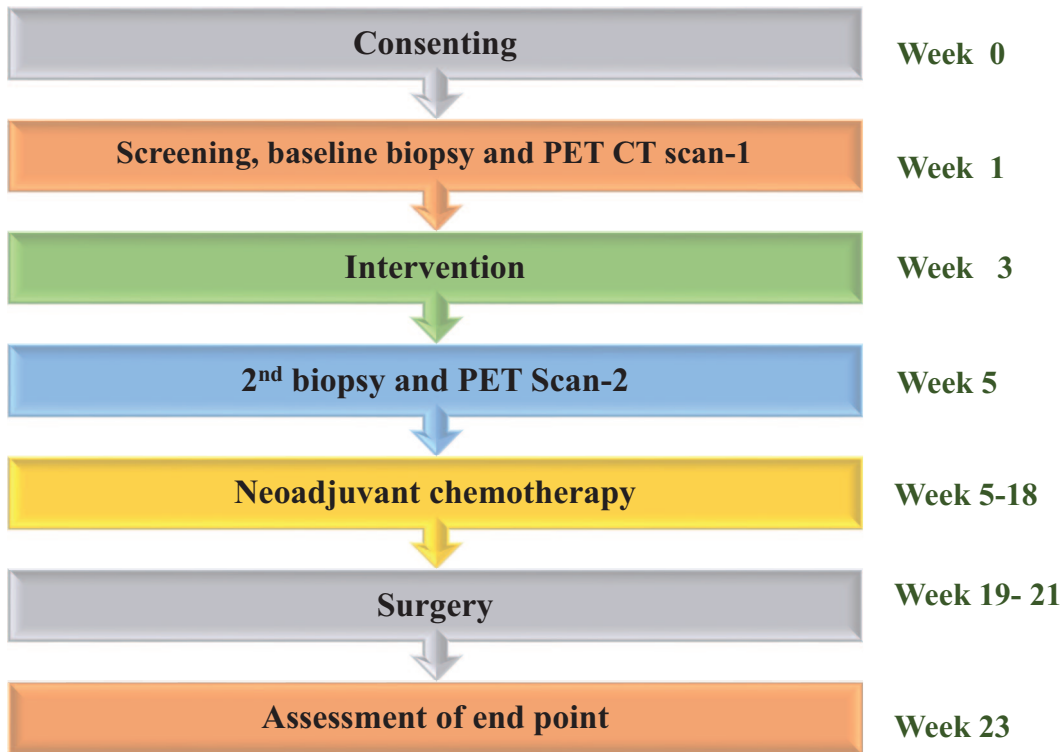 Consenting
Week 0
Screening, baseline biopsy and PET CT scan-1
Week 1
Intervention
Week 3
2nd biopsy and PET Scan-2
Week 5
Neoadjuvant chemotherapy
Week 5-18
Surgery
Week 19- 21
Assessment of end point
Week 23